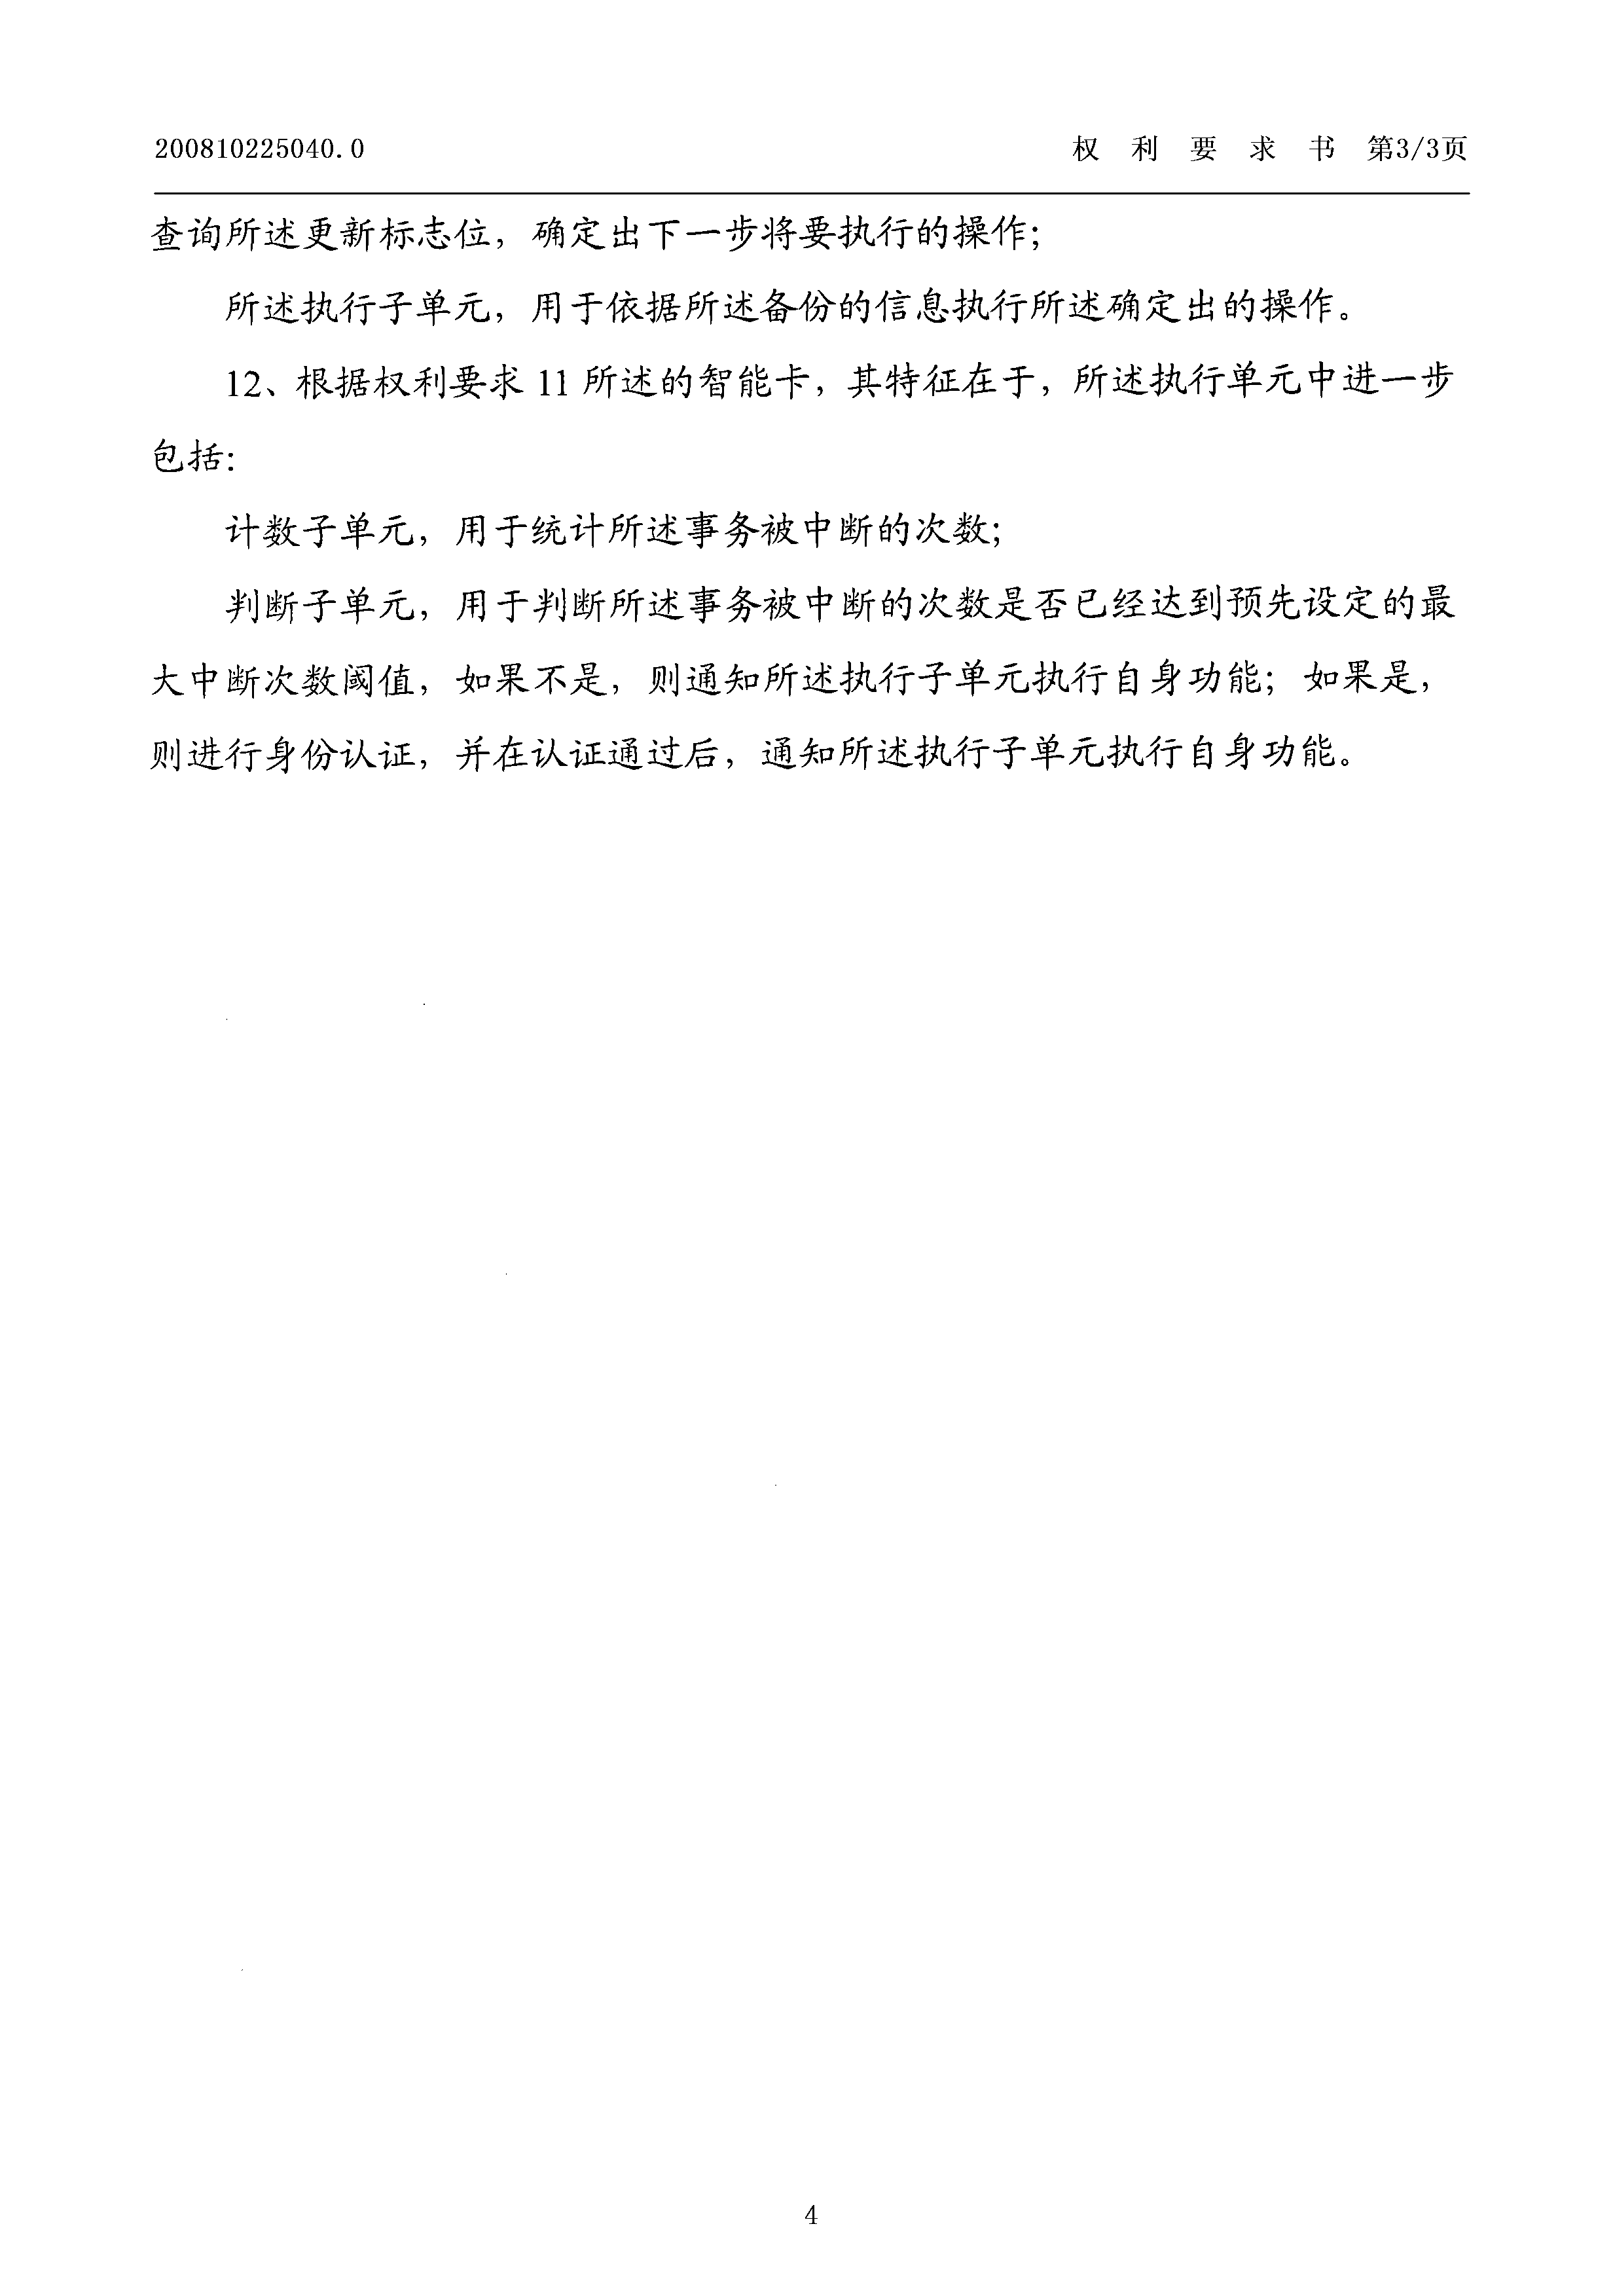 200810225040.0 权 利 要 求 书 第3/3页
查询所述更新标志位，确定出下一步将要执行的操作；
所述执行子单元，用于依据所述备份的信息执行所述确定出的操作。
12、根据权利要求 11 所述的智能卡，其特征在于，所述执行单元中进一步
包括：
计数子单元，用于统计所述事务被中断的次数；
判断子单元，用于判断所述事务被中断的次数是否已经达到预先设定的最
大中断次数阈值，如果不是，则通知所述执行子单元执行自身功能；如果是，
则进行身份认证，并在认证通过后，通知所述执行子单元执行自身功能。
4